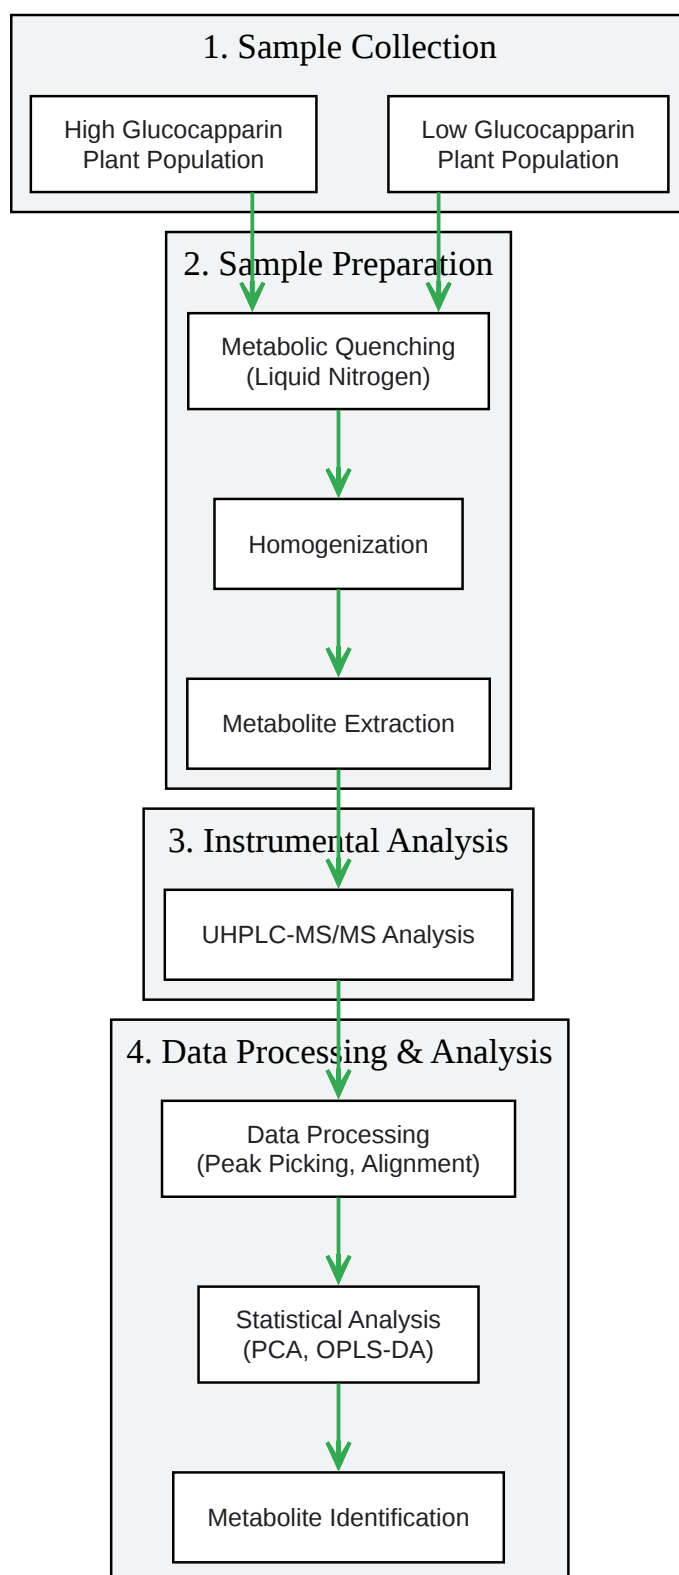 1. Sample Collection
High Glucocapparin
Plant Population
Low Glucocapparin
Plant Population
2. Sample Preparation
Metabolic Quenching
(Liquid Nitrogen)
Homogenization
Metabolite Extraction
3. Instrumental Analysis
UHPLC-MS/MS Analysis
4. Data Processing & Analysis
Data Processing
(Peak Picking, Alignment)
Statistical Analysis
(PCA, OPLS-DA)
Metabolite Identification